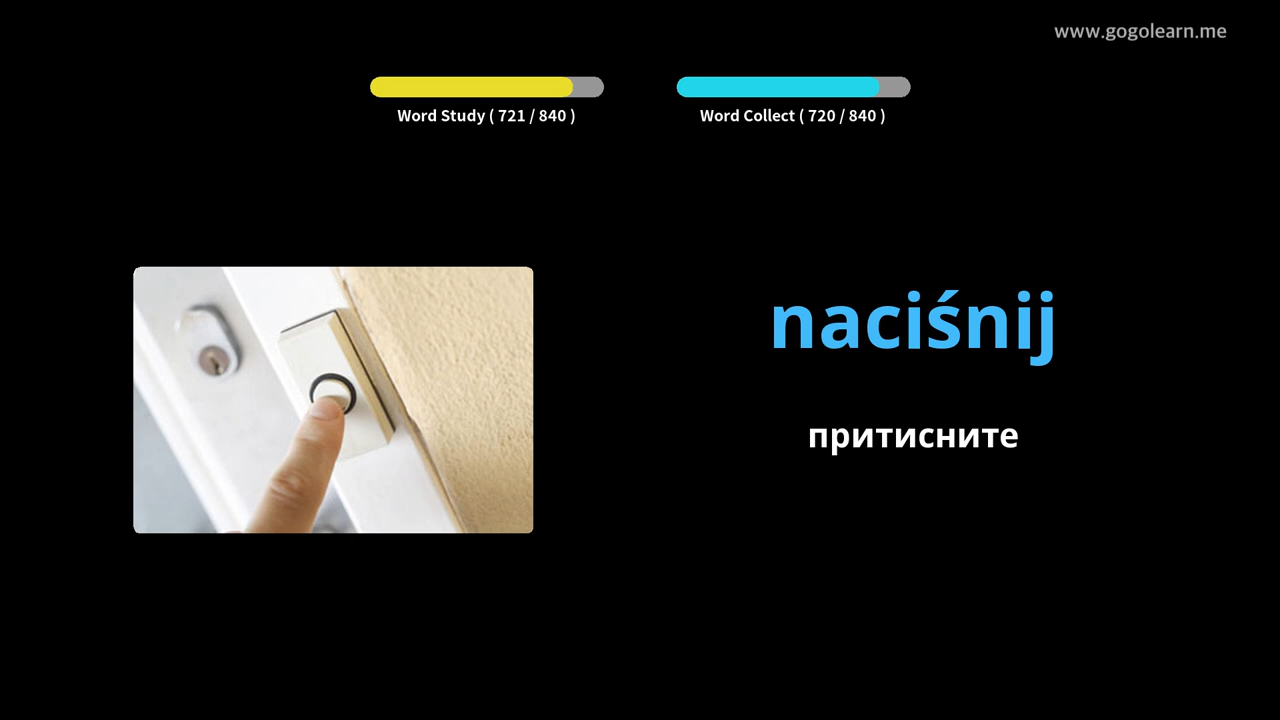 www.gogolearn.me
Word Study ( 721 / 840 )
Word Collect ( 720 / 840 )
naciśnij
притисните